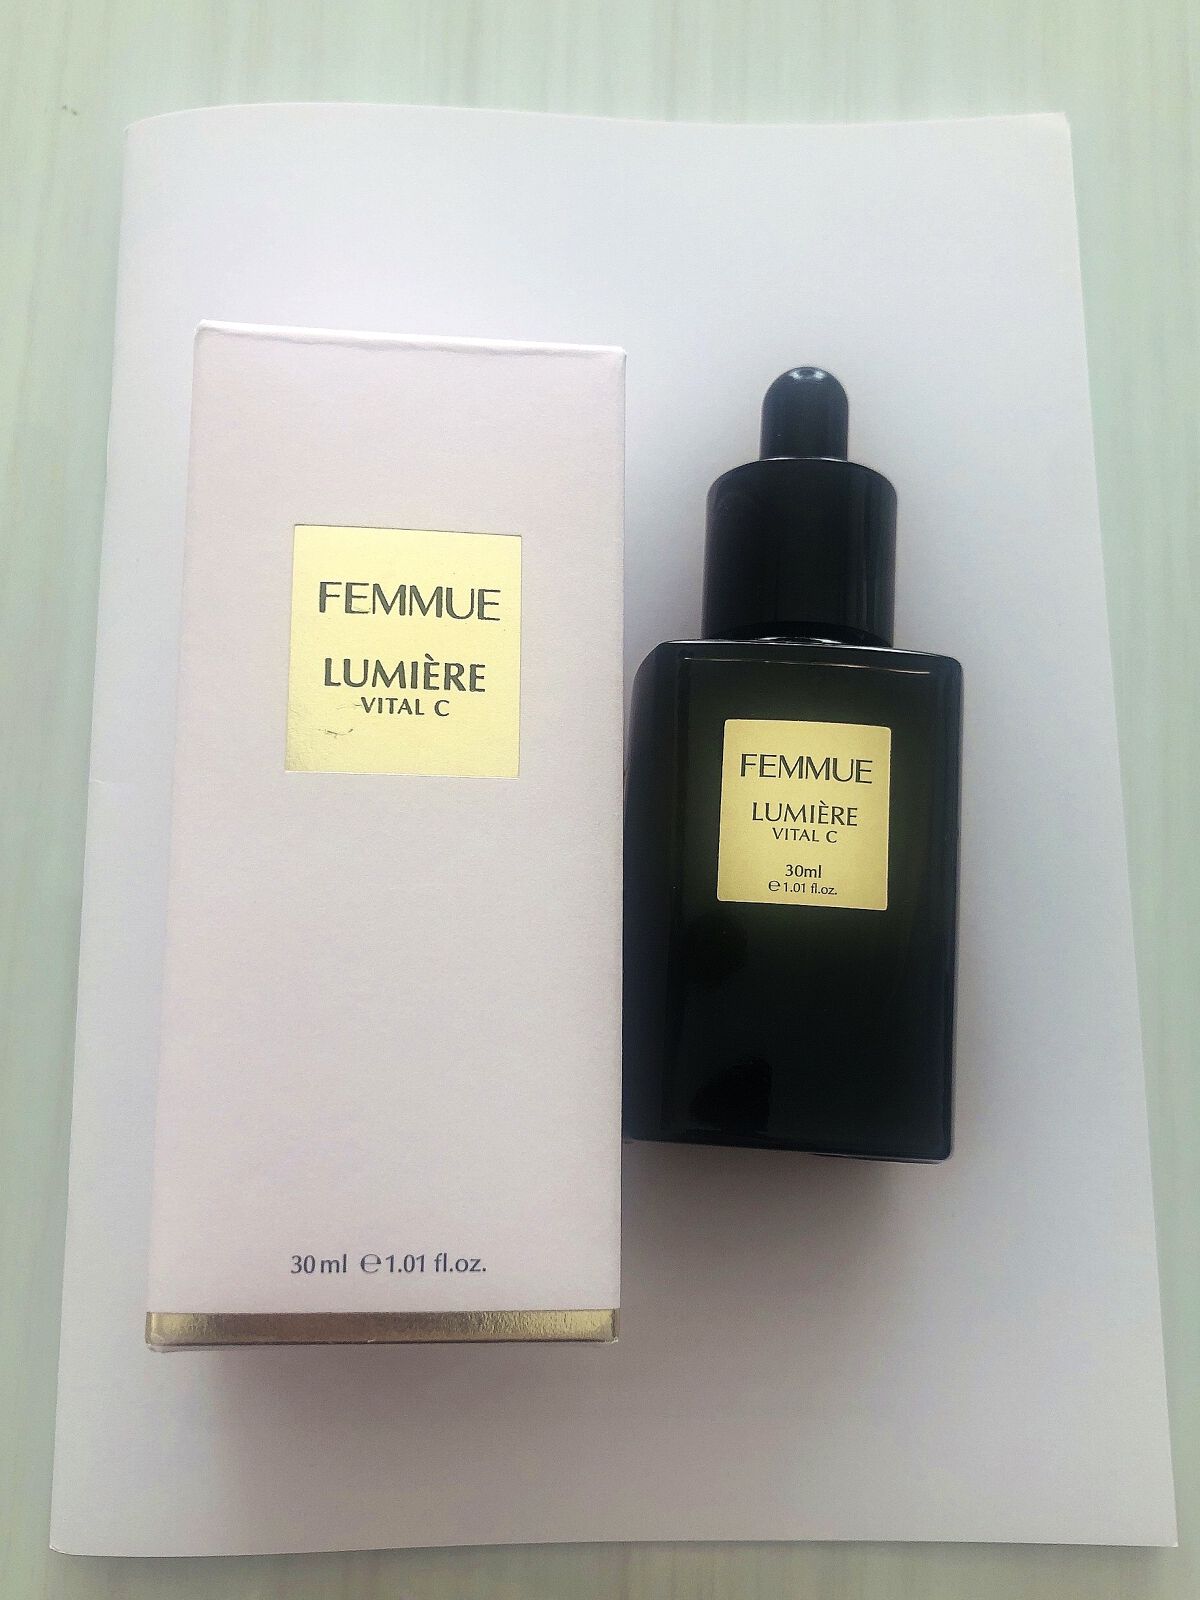 FEMMUE
LUMIÈRE
VITAL C
30ml ℮1.01 fl.oz.
FEMMUE
LUMIÈRE
VITAL C
30ml
℮1.01 fl.oz.